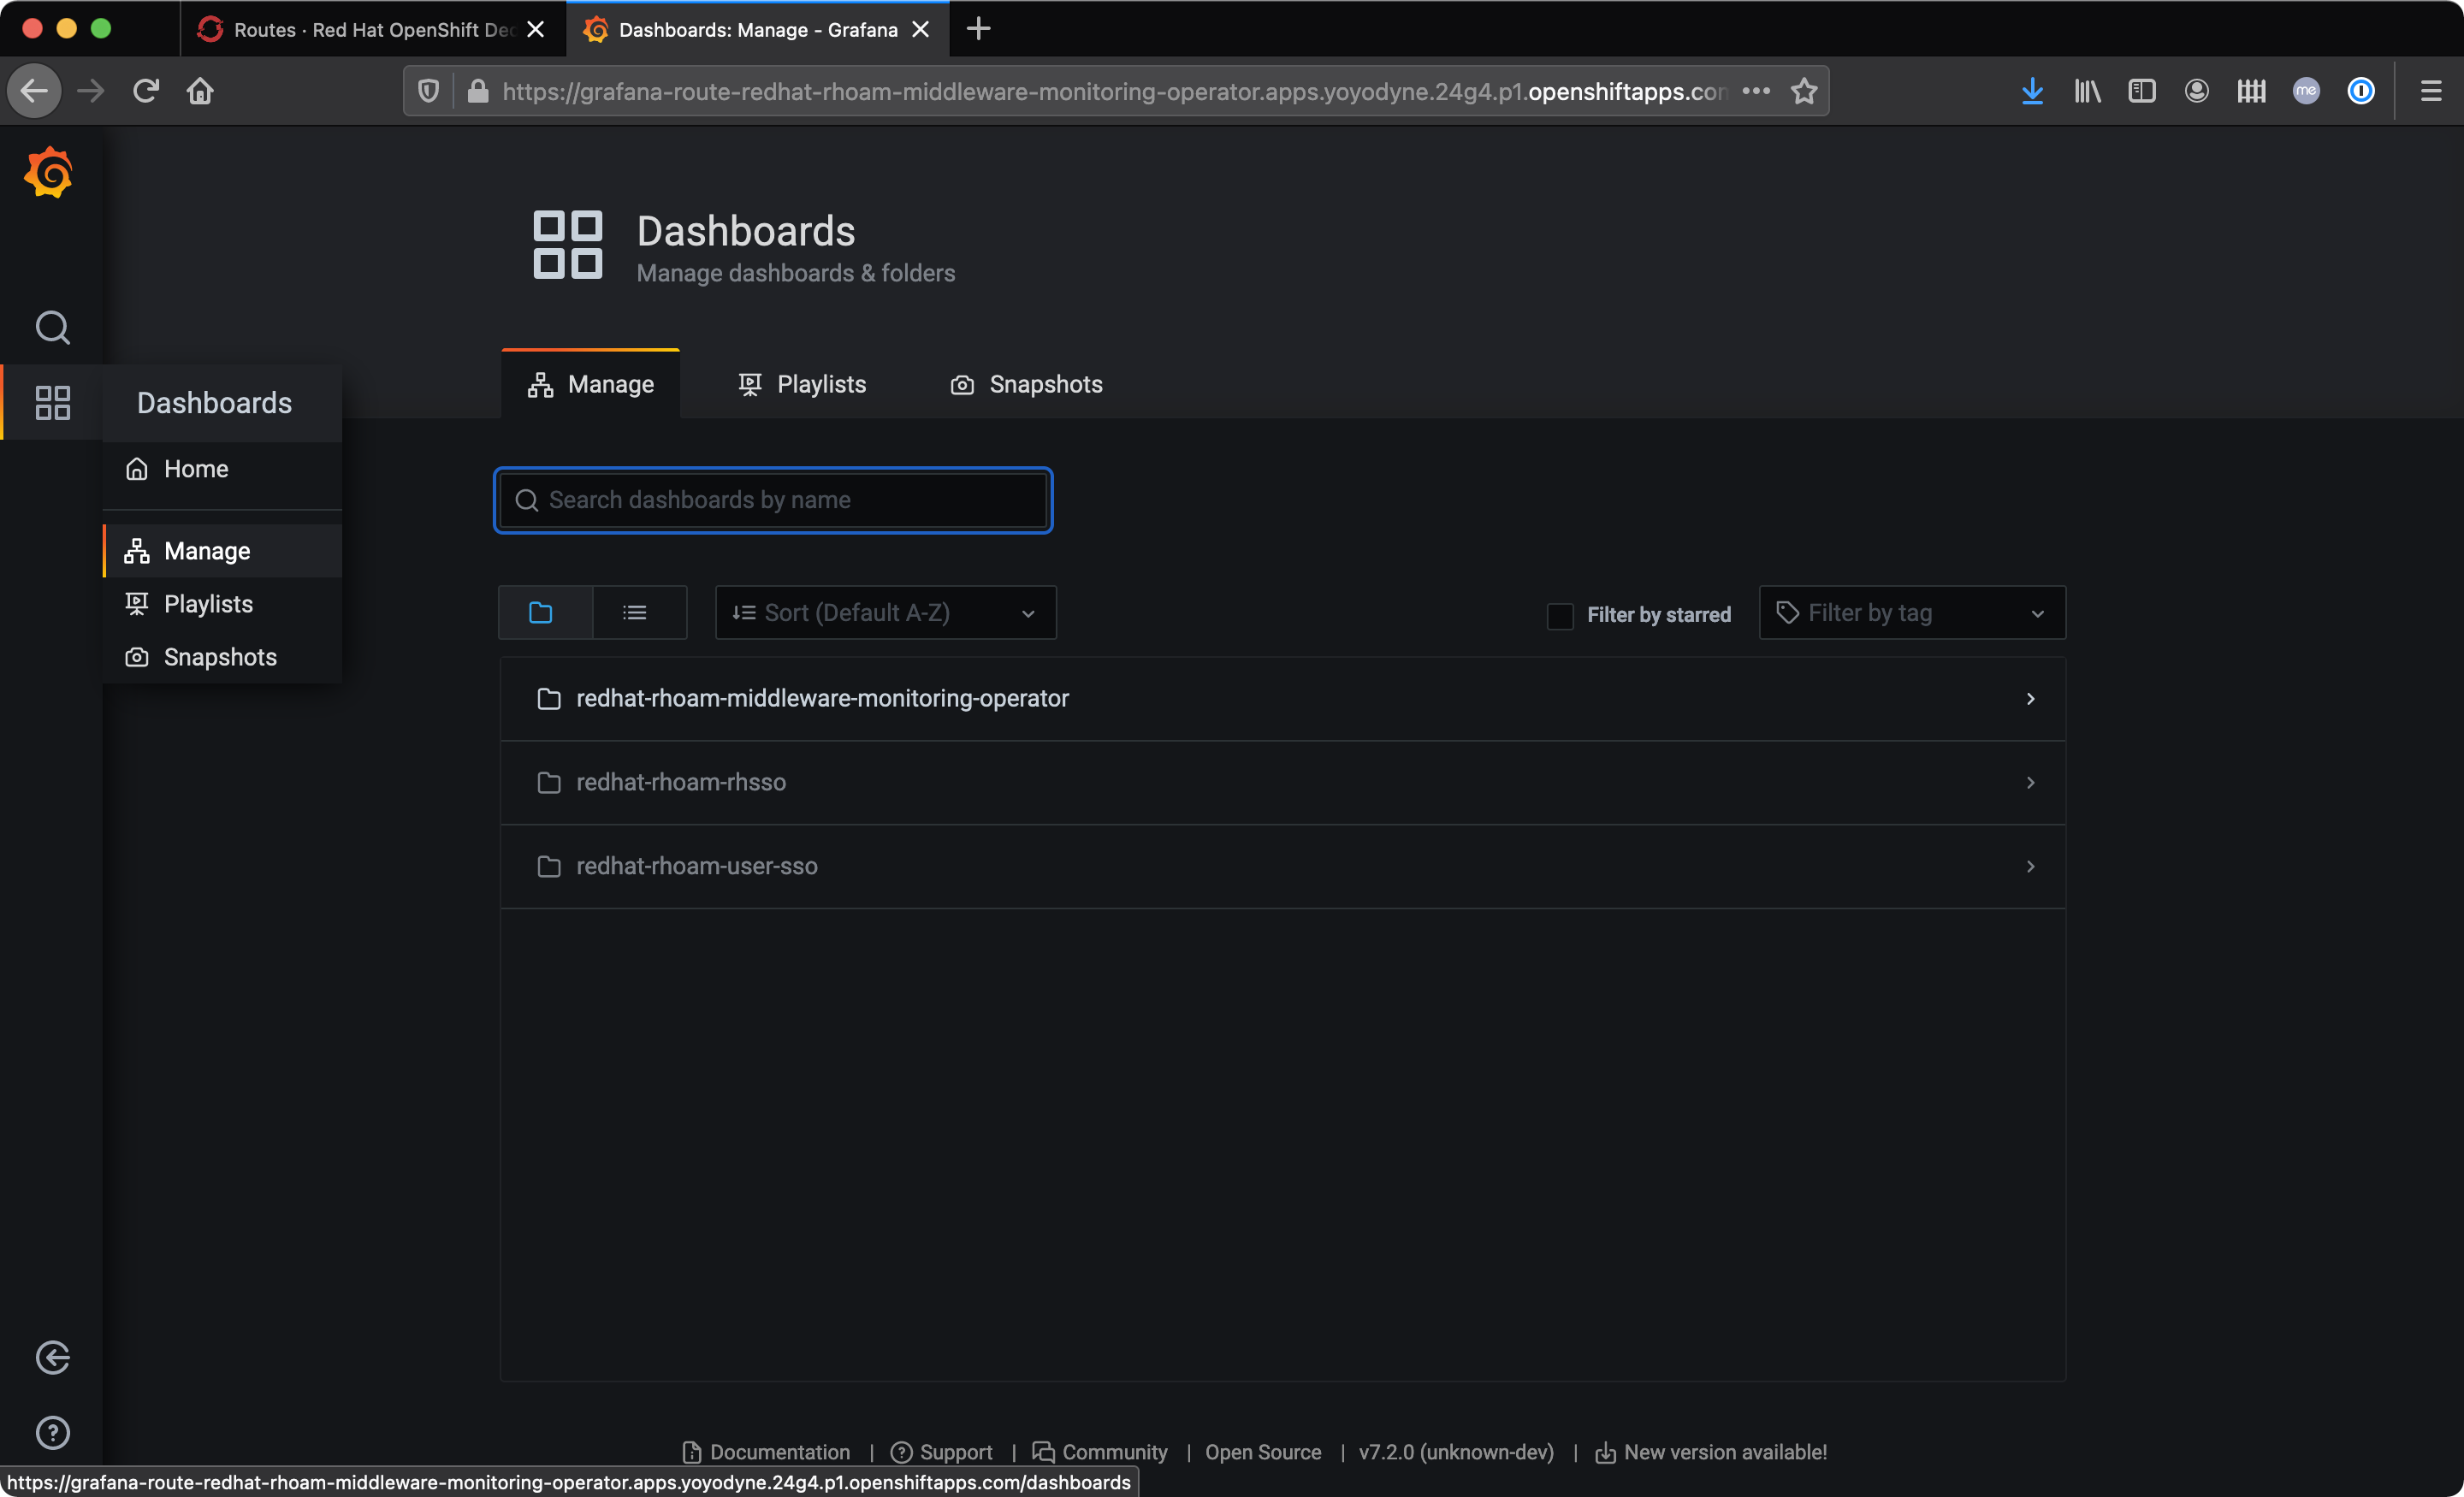 Routes · Red Hat OpenShift Dec
Dashboards: Manage - Grafana
https://grafana-route-redhat-rhoam-middleware-monitoring-operator.apps.yoyodyne.24g4.p1.openshiftapps.com
me
Dashboards
Manage dashboards & folders
Manage
Playlists
Snapshots
Dashboards
Home
Manage
Playlists
Snapshots
Search dashboards by name
Sort (Default A-Z)
Filter by starred
Filter by tag
redhat-rhoam-middleware-monitoring-operator
redhat-rhoam-rhsso
redhat-rhoam-user-sso
Documentation | Support | Community | Open Source | v7.2.0 (unknown-dev) | New version available!
https://grafana-route-redhat-rhoam-middleware-monitoring-operator.apps.yoyodyne.24g4.p1.openshiftapps.com/dashboards